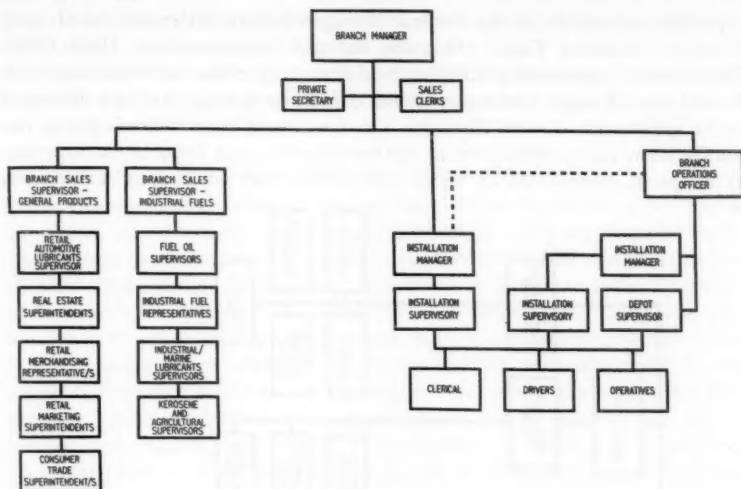 BRANCH MANAGER
PRIVATE
SECRETARY
SALES
CLERKS
BRANCH SALES
SUPERVISOR –
GENERAL PRODUCTS
BRANCH SALES
SUPERVISOR –
INDUSTRIAL FUELS
BRANCH
OPERATIONS
OFFICER
RETAIL
AUTOMOTIVE
LUBRICANTS
SUPERVISOR
FUEL OIL
SUPERVISORS
INSTALLATION
MANAGER
INSTALLATION
MANAGER
REAL ESTATE
SUPERINTENDENTS
INDUSTRIAL FUEL
REPRESENTATIVES
INSTALLATION
SUPERVISORY
INSTALLATION
SUPERVISORY
DEPOT
SUPERVISOR
RETAIL
MERCHANDISING
REPRESENTATIVE/S
INDUSTRIAL/
MARINE
LUBRICANTS
SUPERVISORS
CLERICAL
DRIVERS
OPERATIVES
RETAIL
MARKETING
SUPERINTENDENTS
KEROSENE
AND
AGRICULTURAL
SUPERVISORS
CONSUMER
TRADE
SUPERINTENDENT/S